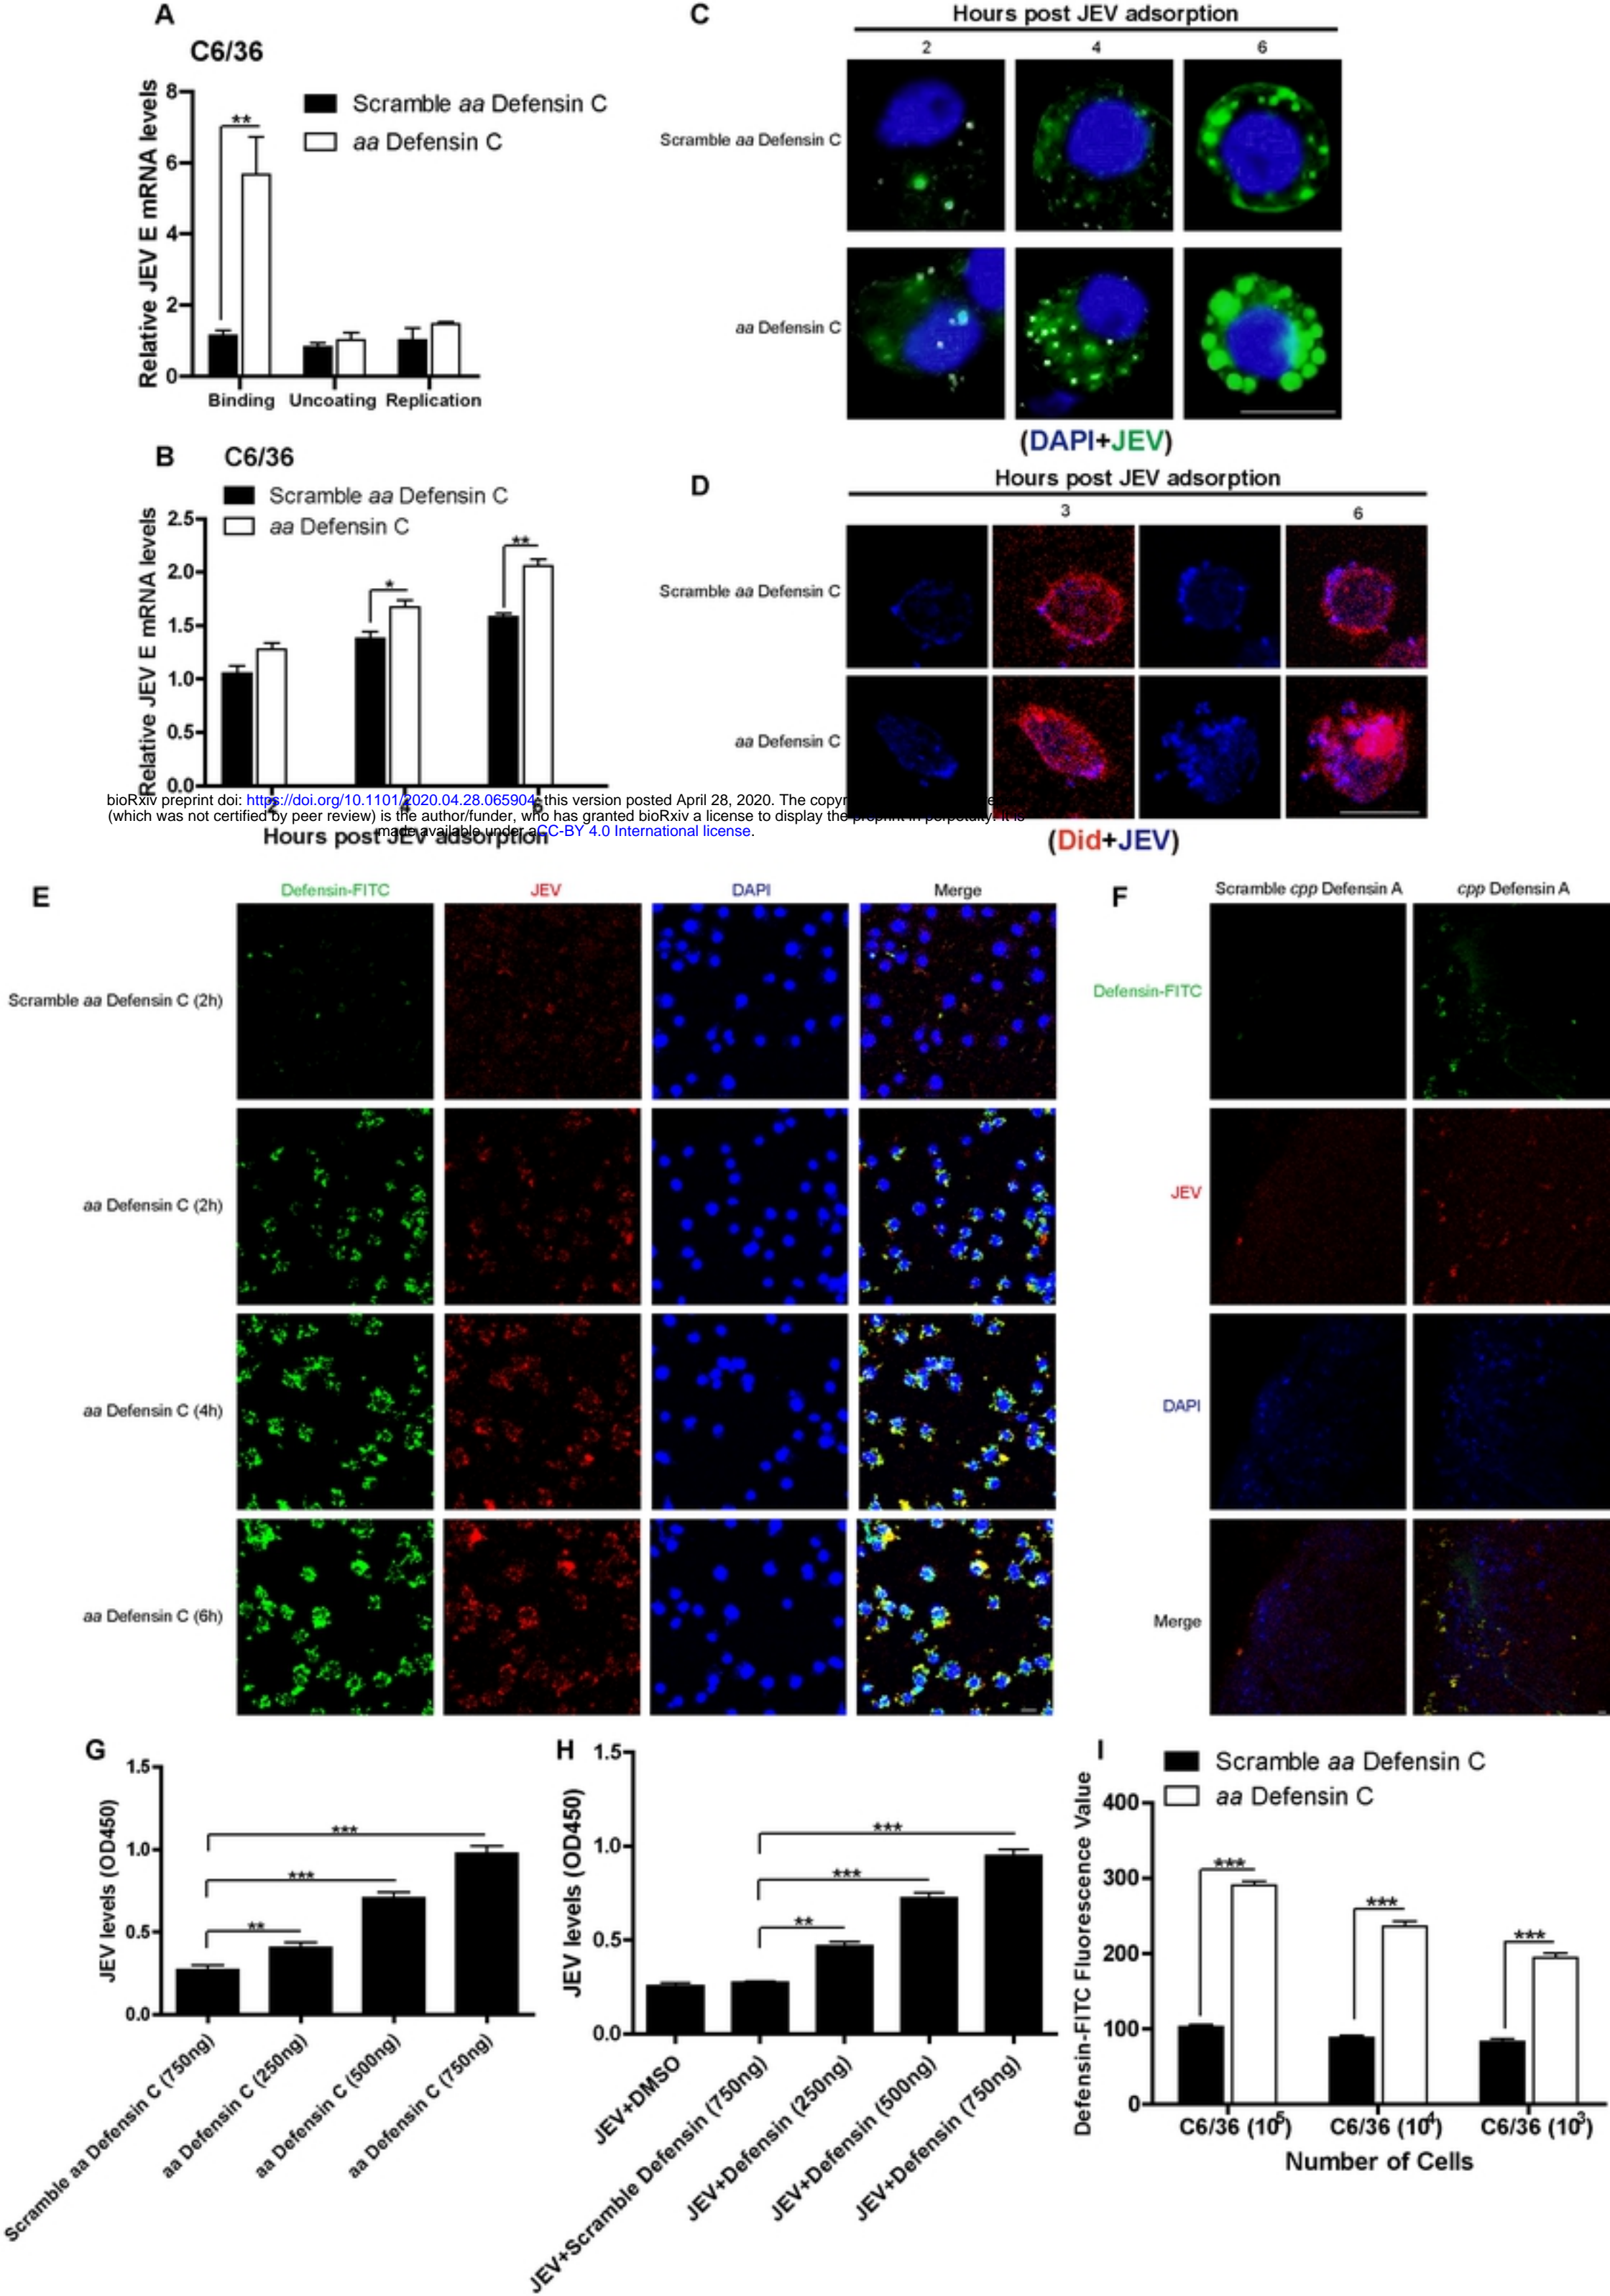 A
C6/36
Scramble aa Defensin C
aa Defensin C
Relative JEV E mRNA levels
8
6
4
2
0
**
Binding
Uncoating
Replication
B
C6/36
Scramble aa Defensin C
aa Defensin C
Relative JEV E mRNA levels
2.5
2.0
1.5
1.0
0.5
0.0
*
**
2
4
6
Hours post JEV adsorption
bioRxiv preprint doi: https://doi.org/10.1101/2020.04.28.065904; this version posted April 28, 2020. The copyr
(which was not certified by peer review) is the author/funder, who has granted bioRxiv a license to display the preprint in perpetuity. It is
made available under aCC-BY 4.0 International license.
C
Hours post JEV adsorption
2
4
6
Scramble aa Defensin C
aa Defensin C
(DAPI+JEV)
D
Hours post JEV adsorption
3
6
Scramble aa Defensin C
aa Defensin C
(Did+JEV)
E
Defensin-FITC
JEV
DAPI
Merge
Scramble aa Defensin C (2h)
aa Defensin C (2h)
aa Defensin C (4h)
aa Defensin C (6h)
F
Scramble cpp Defensin A
cpp Defensin A
Defensin-FITC
JEV
DAPI
Merge
G
JEV levels (OD450)
1.5
1.0
0.5
0.0
***
***
**
Scramble aa Defensin C (750ng)
aa Defensin C (250ng)
aa Defensin C (500ng)
aa Defensin C (750ng)
H
JEV levels (OD450)
1.5
1.0
0.5
0.0
***
***
**
JEV+DMSO
JEV+Scramble Defensin (750ng)
JEV+Defensin (250ng)
JEV+Defensin (500ng)
JEV+Defensin (750ng)
I
Scramble aa Defensin C
aa Defensin C
Defensin-FITC Fluorescence Value
400
300
200
100
0
***
***
***
C6/36 (10⁵)
C6/36 (10⁴)
C6/36 (10³)
Number of Cells